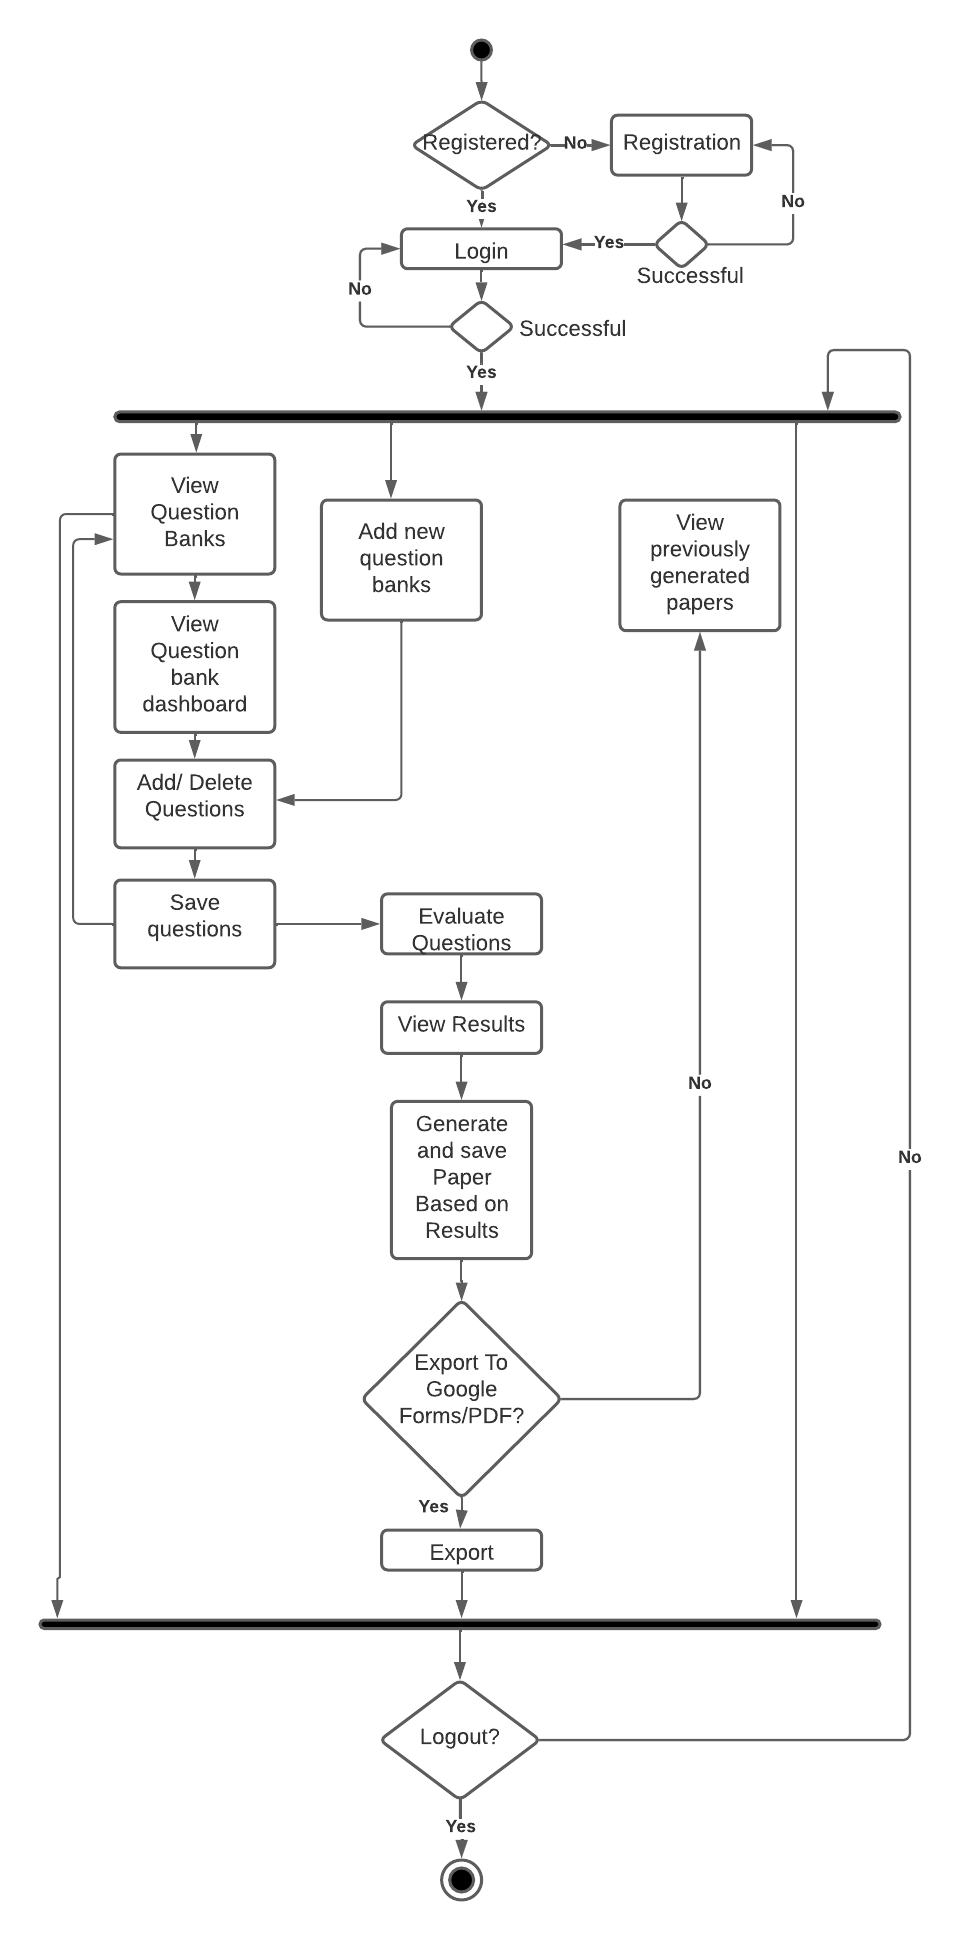 Registered?
No
Registration
Yes
No
Login
Yes
Successful
No
Successful
Yes
View
Question
Banks
Add new
question
banks
View
previously
generated
papers
View
Question
bank
dashboard
Add/ Delete
Questions
Save
questions
Evaluate
Questions
View Results
No
Generate
and save
Paper
Based on
Results
No
Export To
Google
Forms/PDF?
Yes
Export
Logout?
Yes